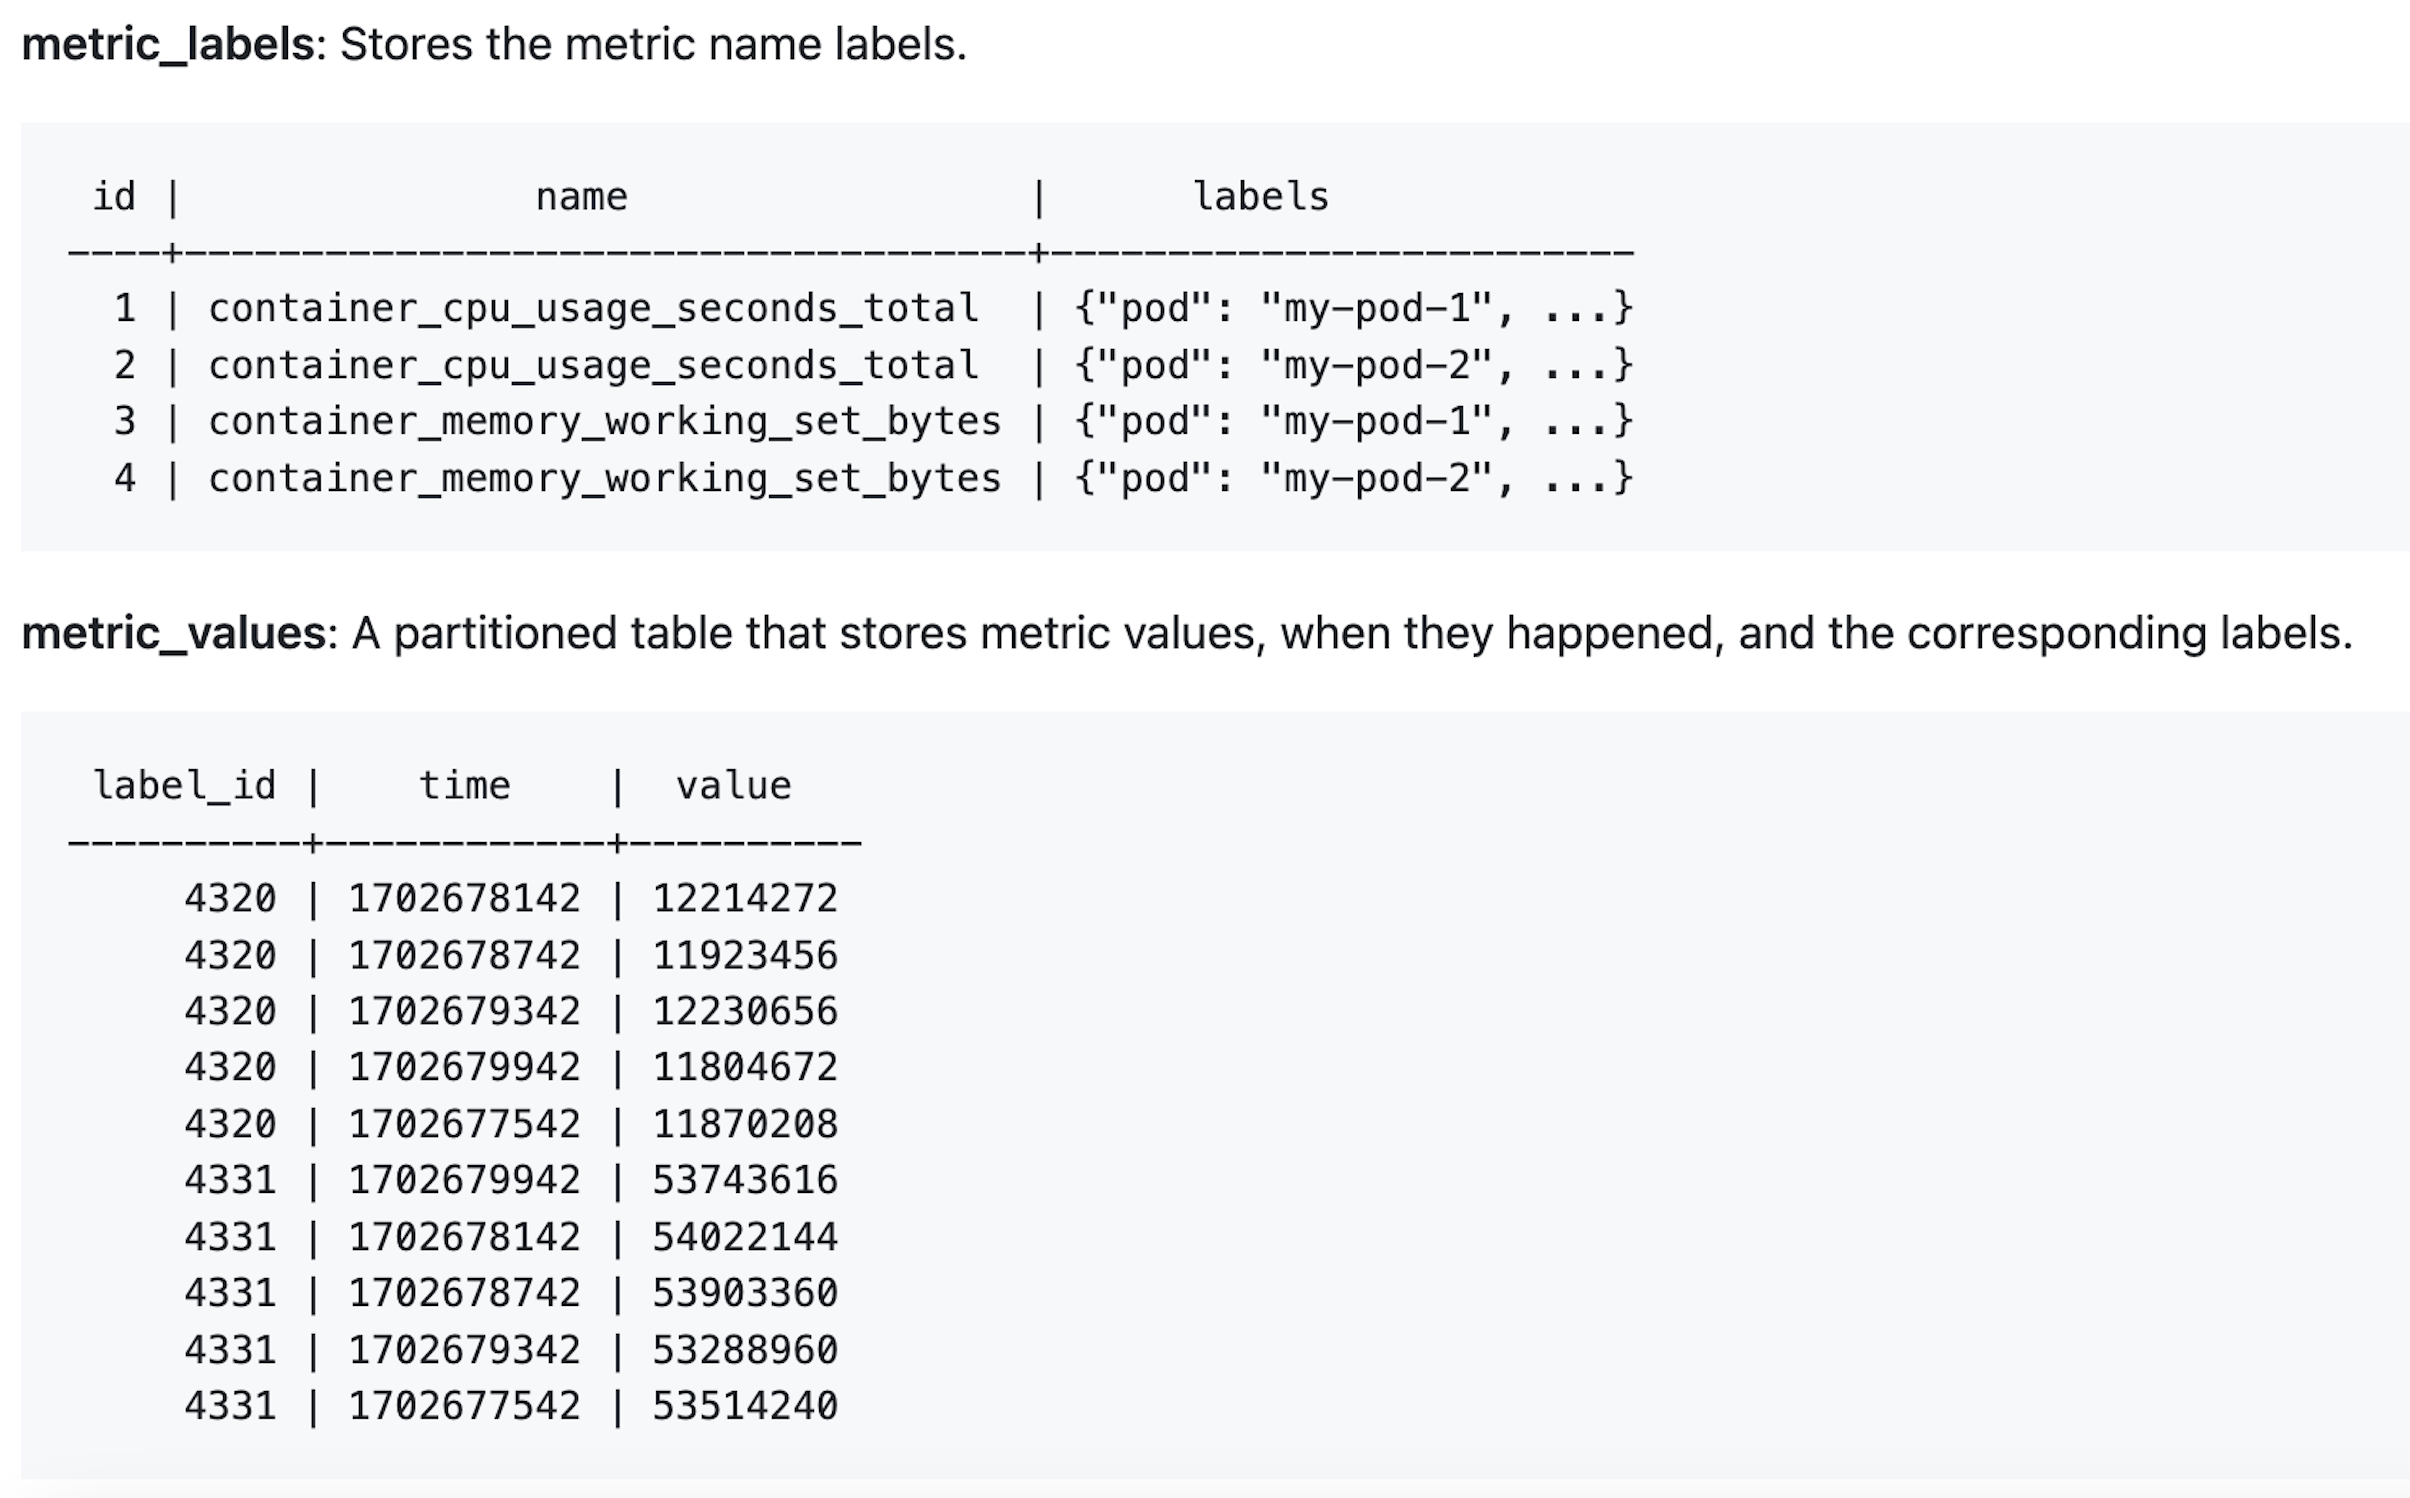 metric_labels: Stores the metric name labels.
 id |               name                 |      labels
----+------------------------------------+-------------------------
  1 | container_cpu_usage_seconds_total  | {"pod": "my-pod-1", ...}
  2 | container_cpu_usage_seconds_total  | {"pod": "my-pod-2", ...}
  3 | container_memory_working_set_bytes | {"pod": "my-pod-1", ...}
  4 | container_memory_working_set_bytes | {"pod": "my-pod-2", ...}
metric_values: A partitioned table that stores metric values, when they happened, and the corresponding labels.
 label_id |    time    |  value
----------+------------+----------
     4320 | 1702678142 | 12214272
     4320 | 1702678742 | 11923456
     4320 | 1702679342 | 12230656
     4320 | 1702679942 | 11804672
     4320 | 1702677542 | 11870208
     4331 | 1702679942 | 53743616
     4331 | 1702678142 | 54022144
     4331 | 1702678742 | 53903360
     4331 | 1702679342 | 53288960
     4331 | 1702677542 | 53514240